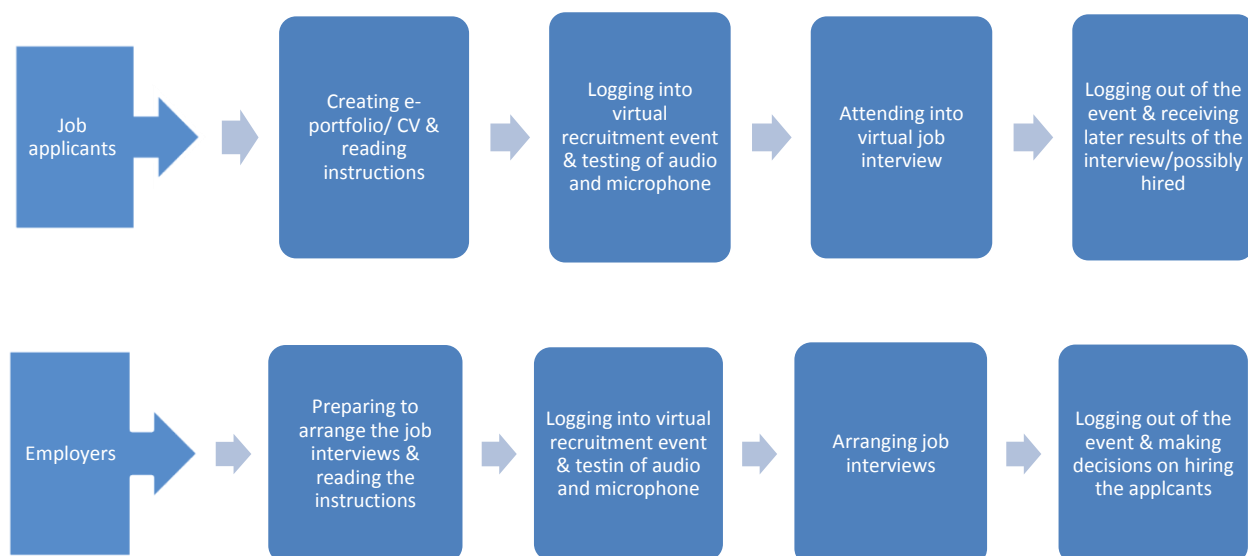 Job
applicants
Creating e-
portfolio/ CV &
reading
instructions
Logging into
virtual
recruitment event
& testing of audio
and microphone
Attending into
virtual job
interview
Logging out of the
event & receiving
later results of the
interview/possibly
hired
Employers
Preparing to
arrange the job
interviews &
reading the
instructions
Logging into virtual
recruitment event
& testin of audio
and microphone
Arranging job
interviews
Logging out of the
event & making
decisions on hiring
the applcants